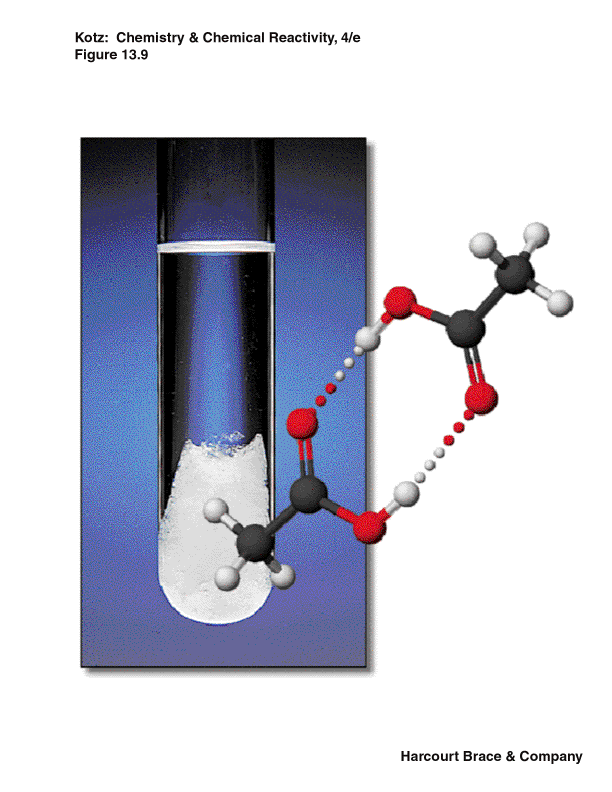 Kotz:  Chemistry & Chemical Reactivity, 4/e
Figure 13.9
Harcourt Brace & Company